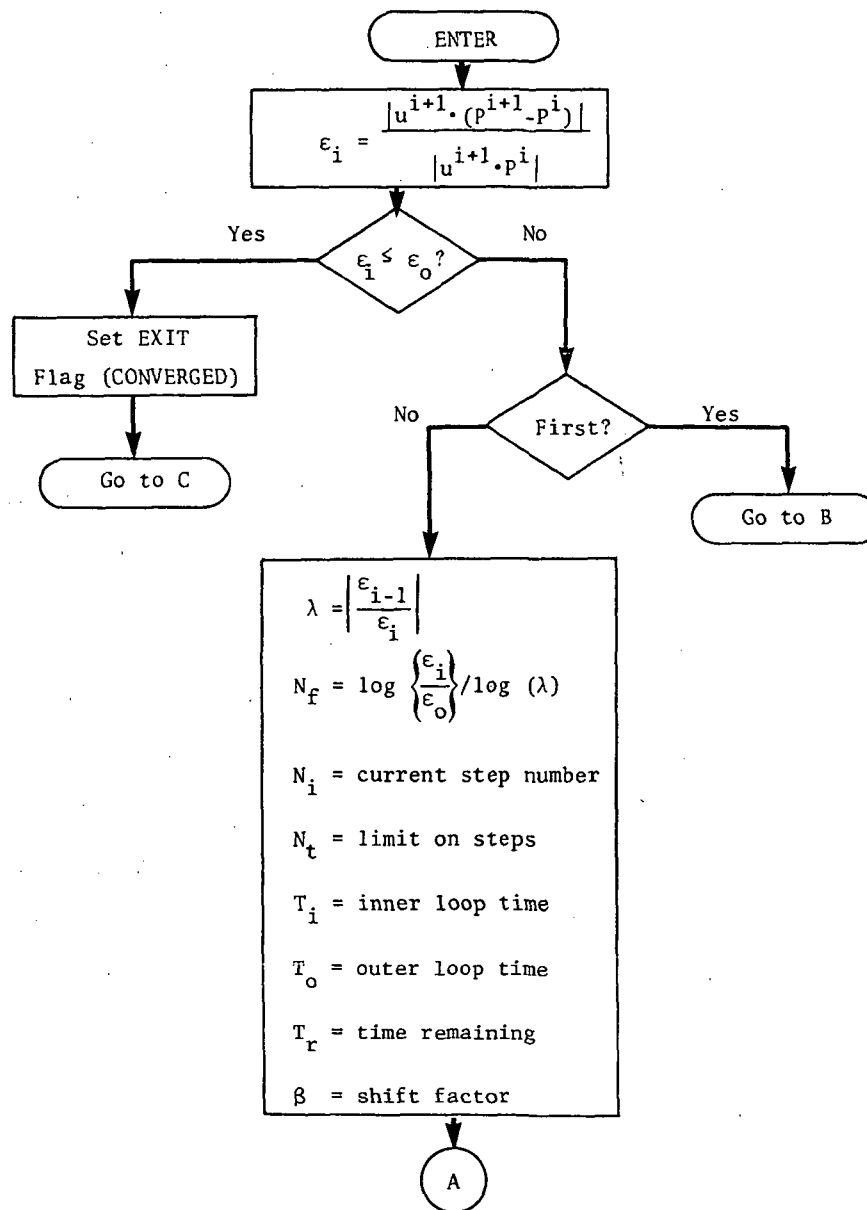 ENTER
ε_i = |u^{i+1}·(P^{i+1}-P^i)| / |u^{i+1}·P^i|
Yes
No
ε_i ≤ ε_o?
Set EXIT
Flag (CONVERGED)
Go to C
No
First?
Yes
Go to B
λ = |ε_{i-1}/ε_i|
N_f = log {ε_i/ε_o}/log (λ)
N_i = current step number
N_t = limit on steps
T_i = inner loop time
T_o = outer loop time
T_r = time remaining
β = shift factor
A